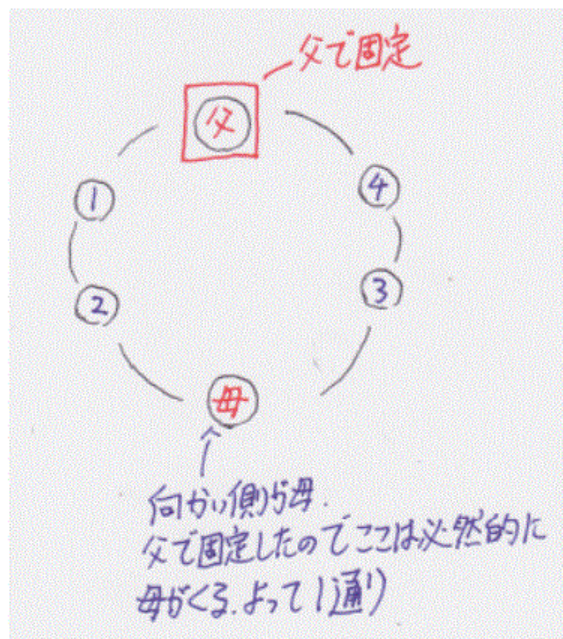 父で固定
父
1
4
2
3
母
向かい側が母.
父で固定したのでここは必然的に
母がくる.よって1通り